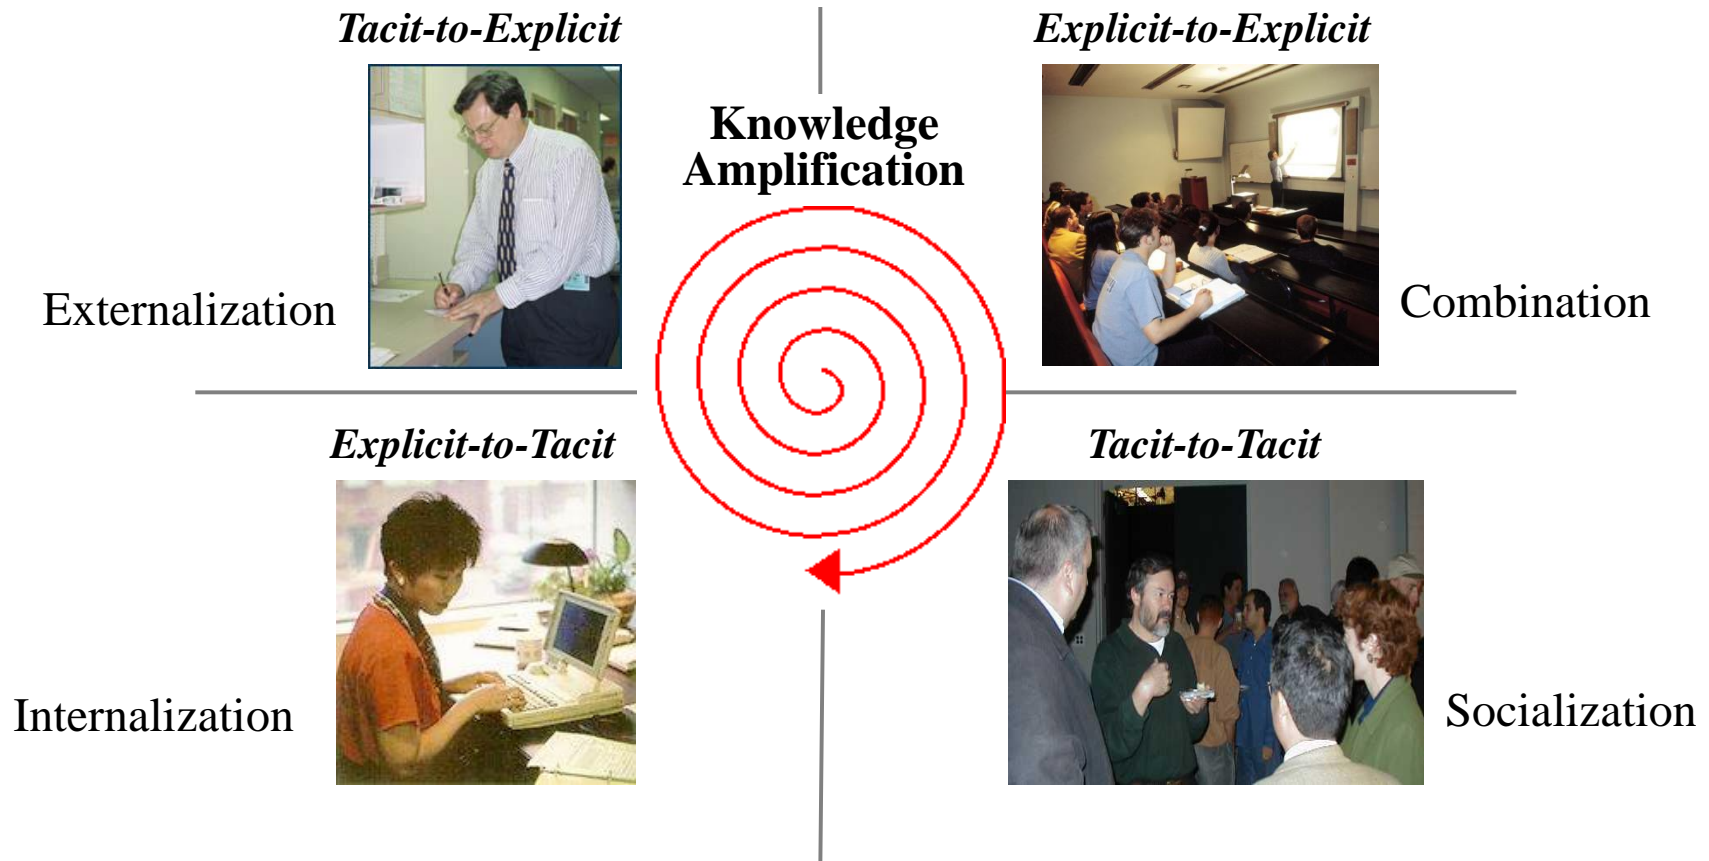 Tacit-to-Explicit
Explicit-to-Explicit
Knowledge
Amplification
Externalization
Combination
Explicit-to-Tacit
Tacit-to-Tacit
Internalization
Socialization